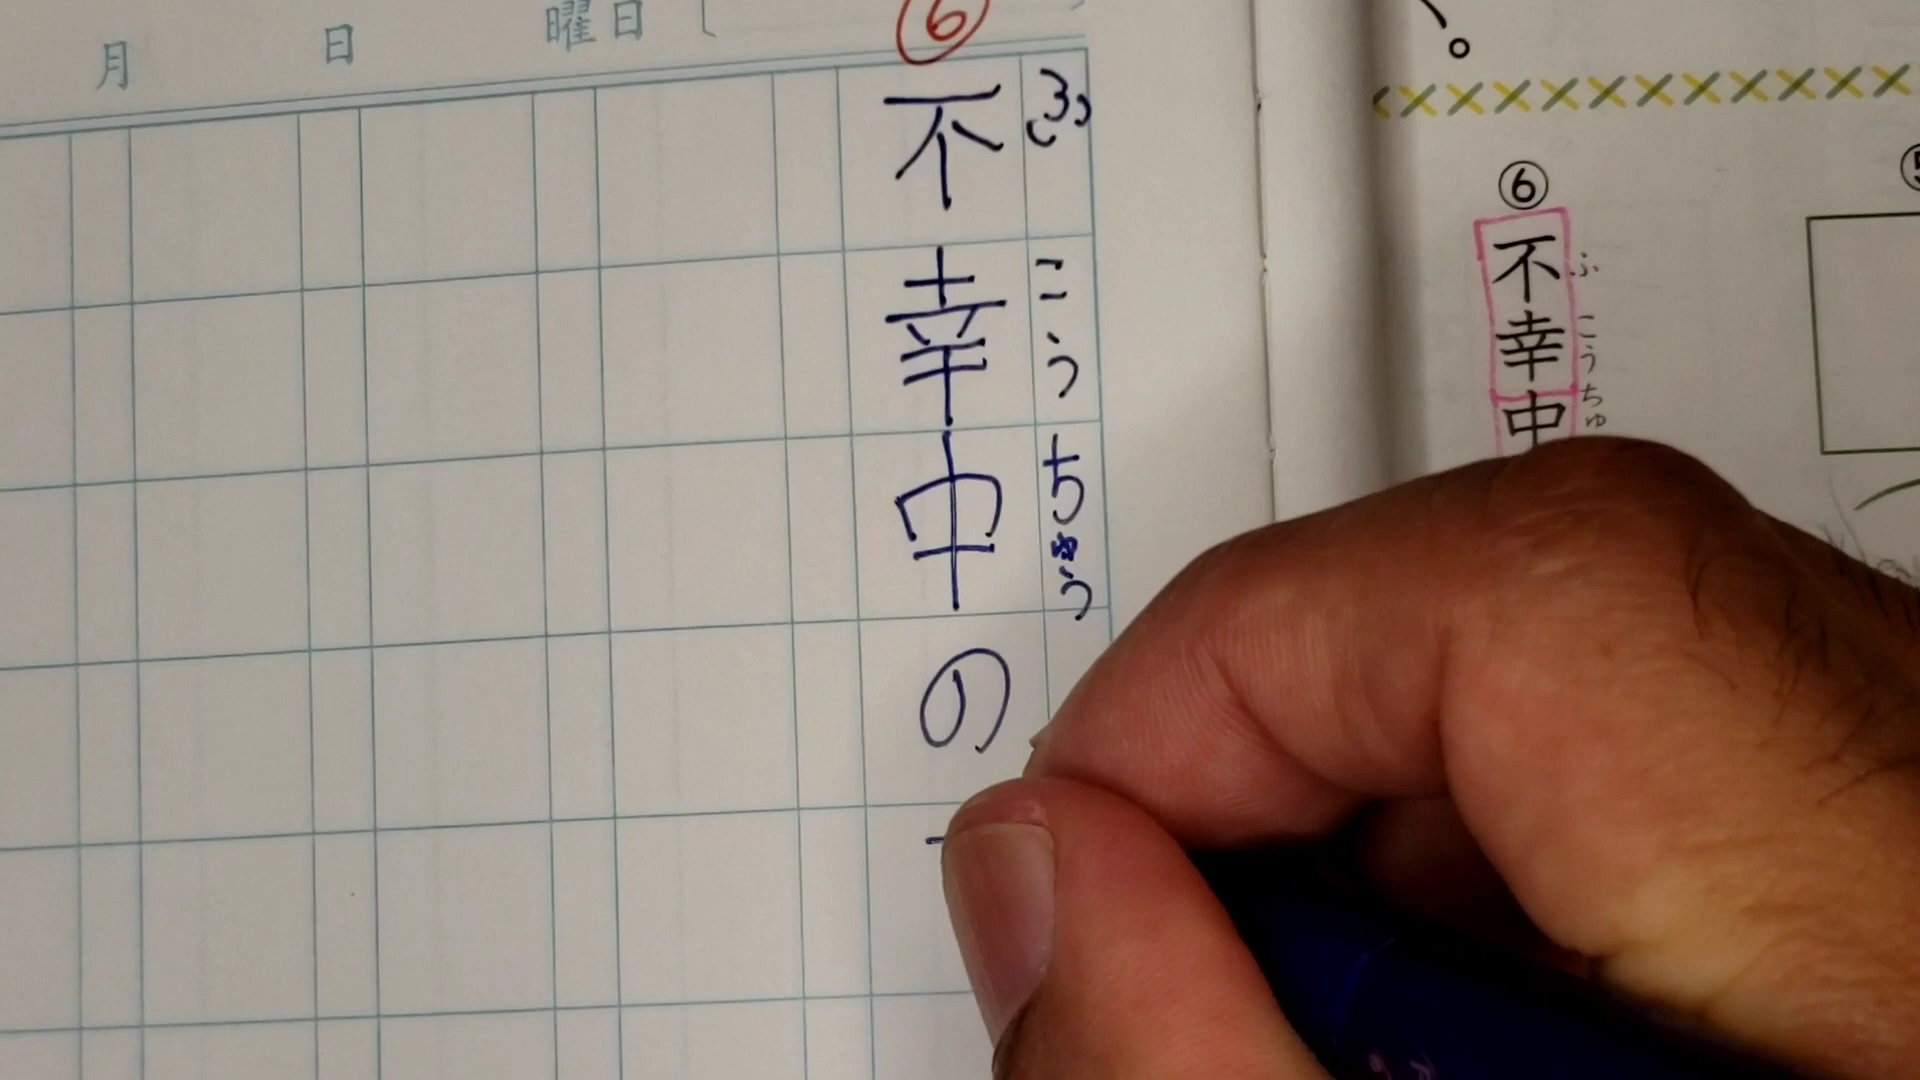 月 日 曜日
⑥
不幸中の
ふこうちゅう
。
⑥
不幸中
ふこうちゅ